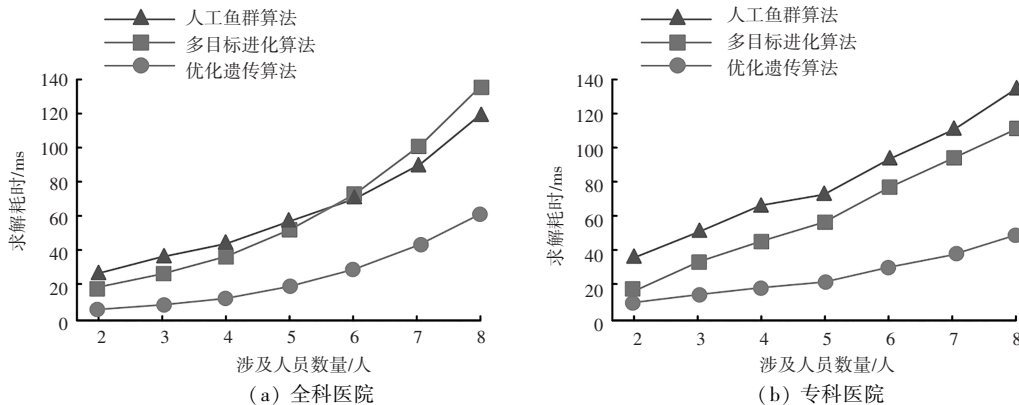 人工鱼群算法
多目标进化算法
优化遗传算法
140
120
100
80
60
40
20
0
求解耗时/ms
2 3 4 5 6 7 8
涉及人员数量/人
(a) 全科医院
人工鱼群算法
多目标进化算法
优化遗传算法
140
120
100
80
60
40
20
0
求解耗时/ms
2 3 4 5 6 7 8
涉及人员数量/人
(b) 专科医院